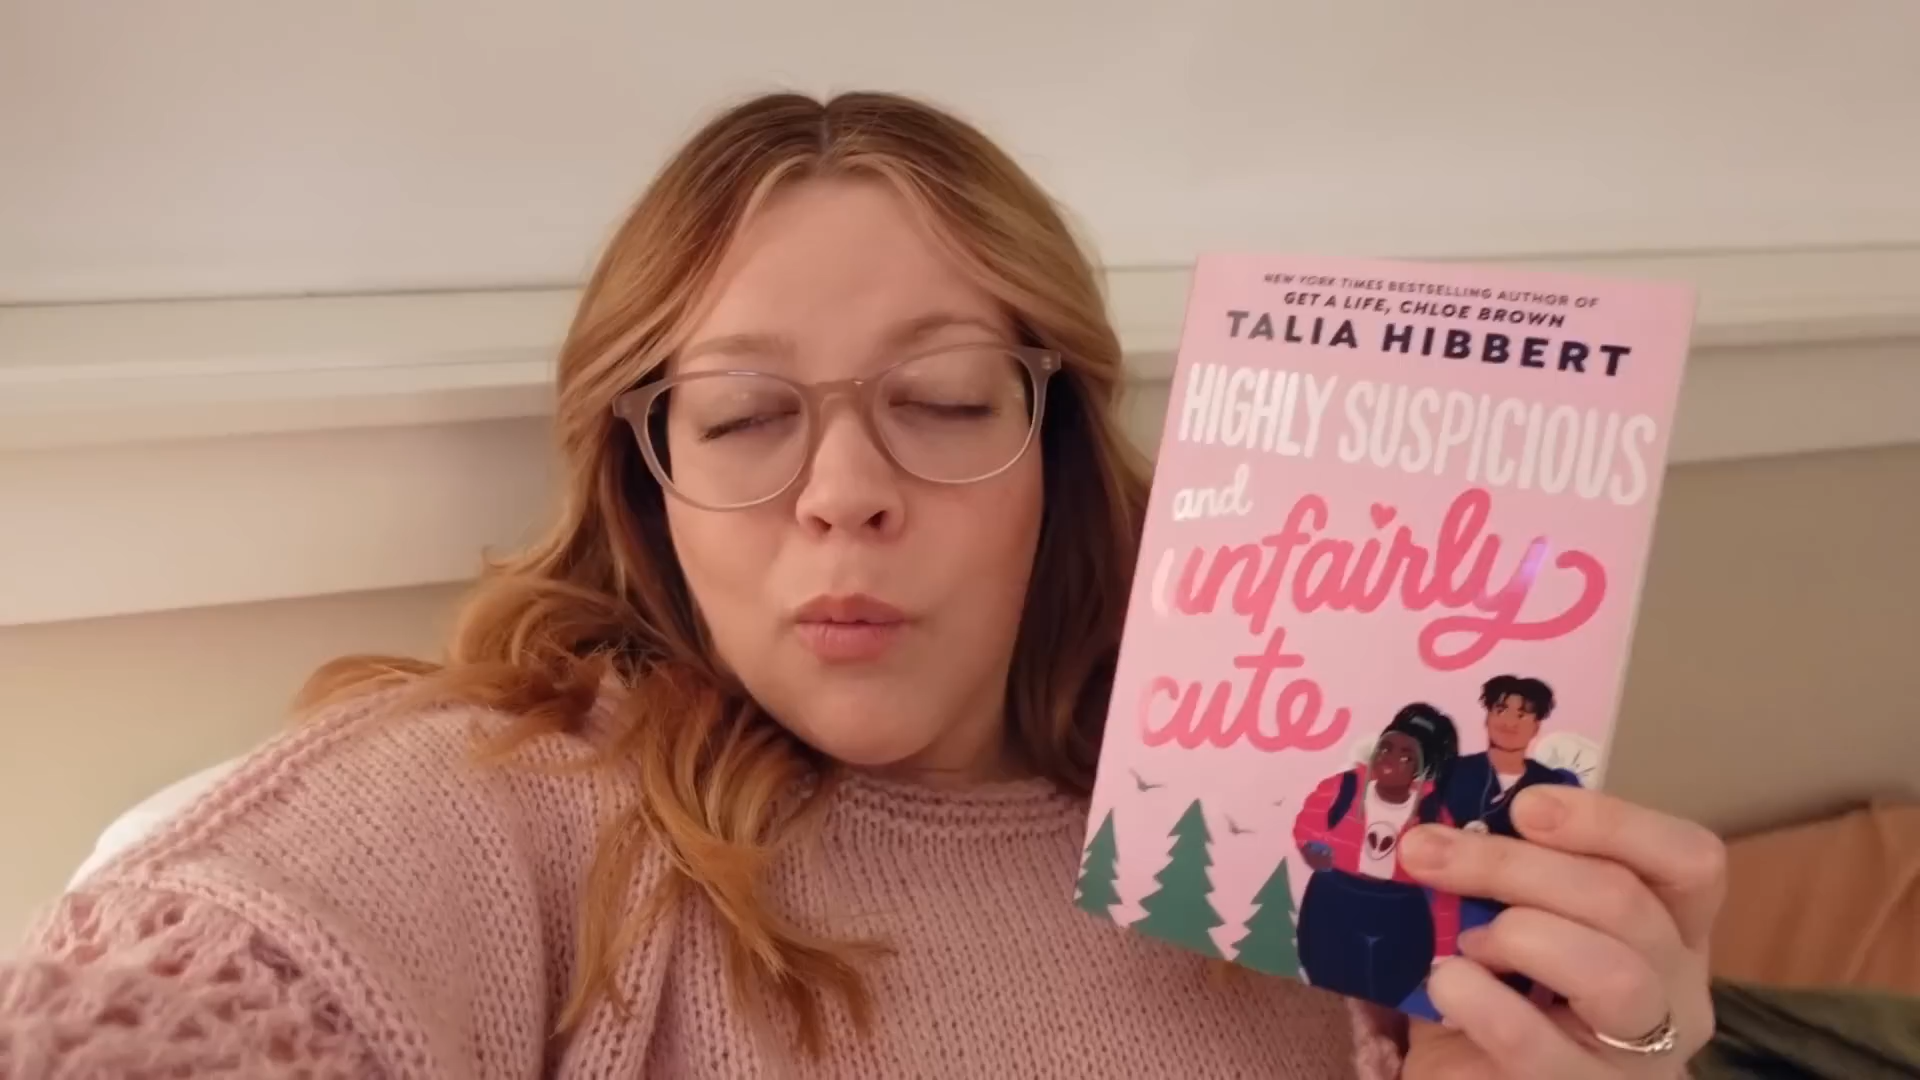 NEW YORK TIMES BESTSELLING AUTHOR OF
GET A LIFE, CHLOE BROWN
TALIA HIBBERT
HIGHLY SUSPICIOUS
and
unfairly
cute